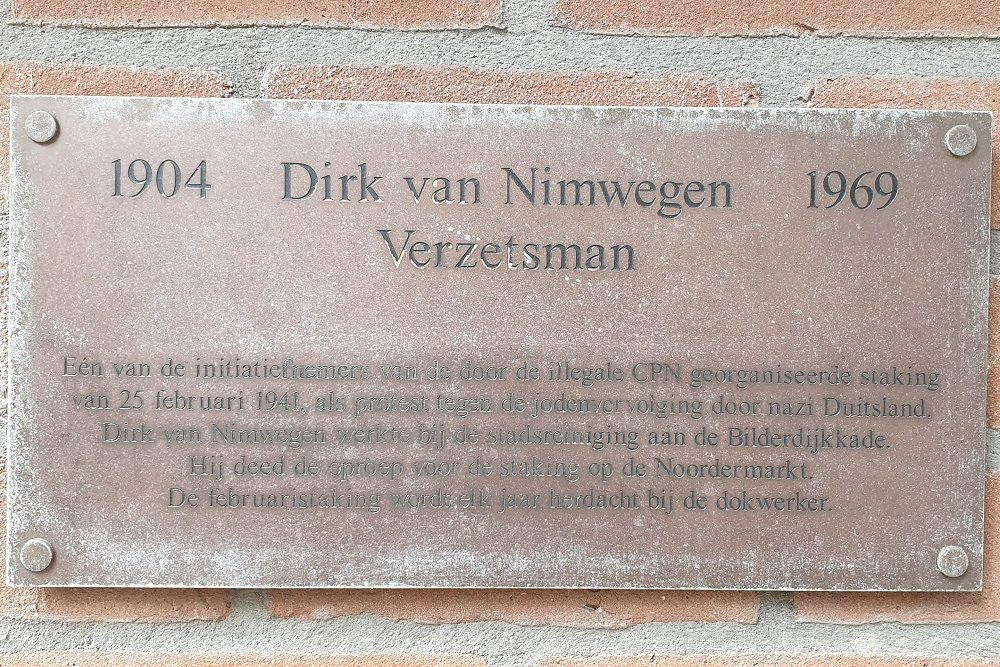 1904 Dirk van Nimwegen 1969
Verzetsman
Eén van de initiatiefnemers van de door de illegale CPN georganiseerde staking
van 25 februari 1941, als protest tegen de jodenvervolging door nazi Duitsland.
Dirk van Nimwegen werkte bij de stadsreiniging aan de Bilderdijkkade.
Hij deed de oproep voor de staking op de Noordermarkt.
De februaristaking wordt elk jaar herdacht bij de dokwerker.